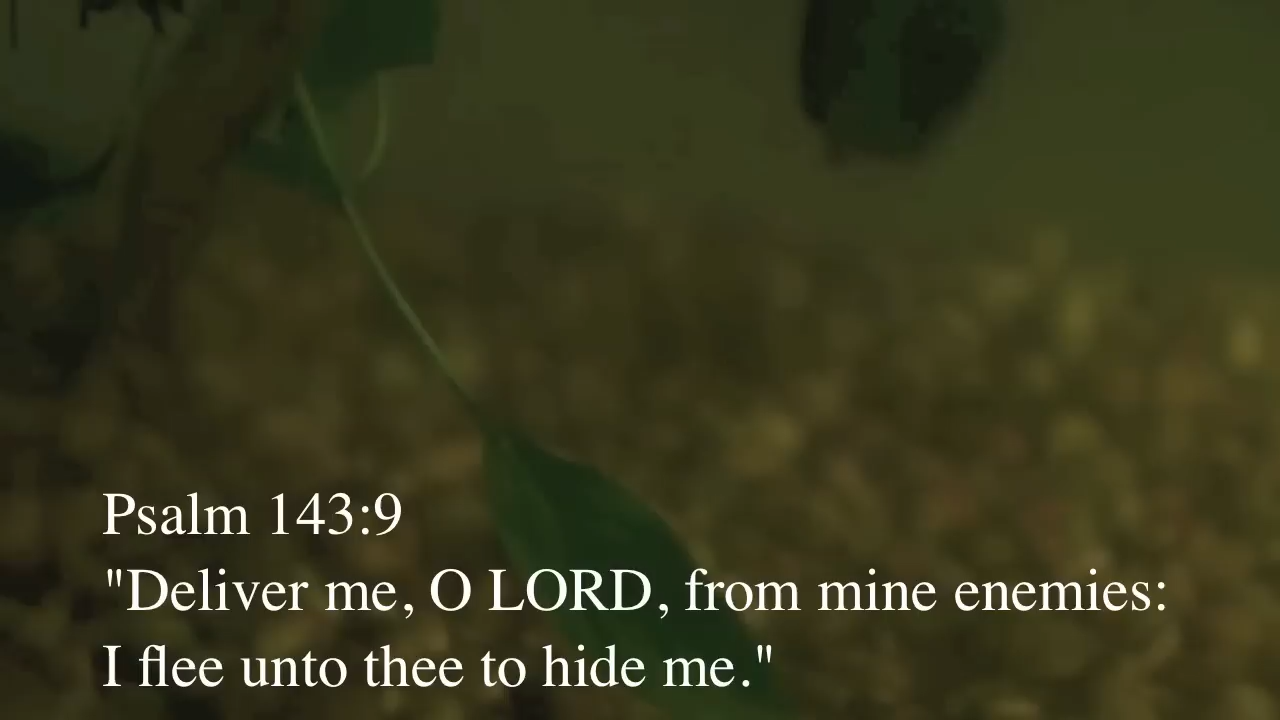 Psalm 143:9
"Deliver me, O LORD, from mine enemies:
I flee unto thee to hide me."